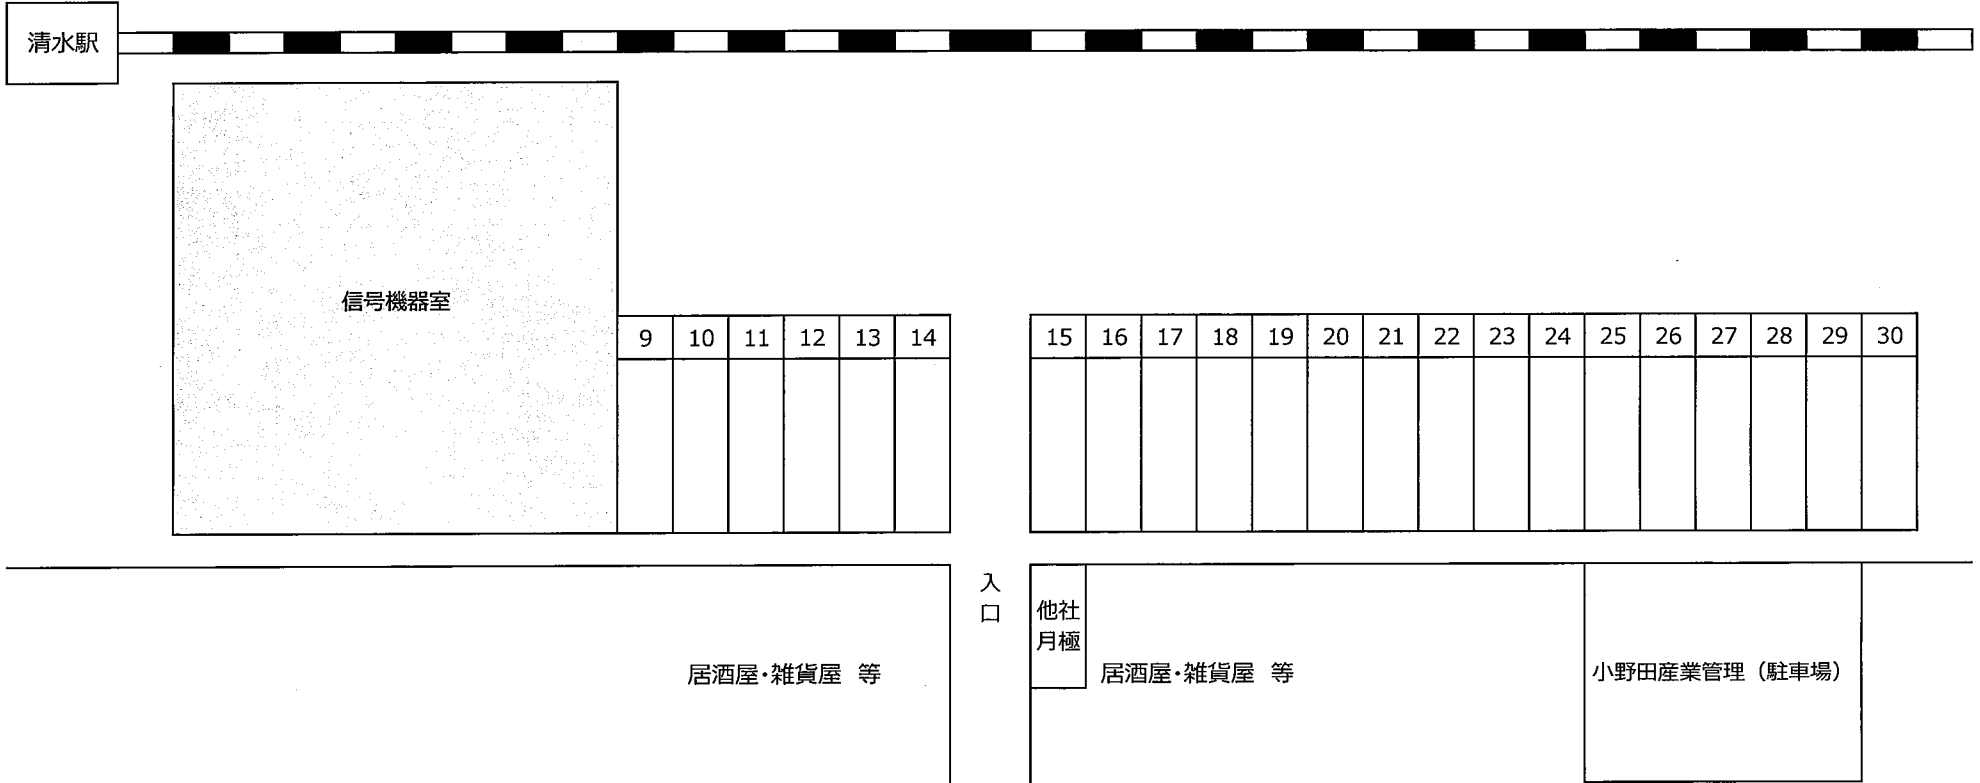 清水駅
信号機器室
9 10 11 12 13 14 15 16 17 18 19 20 21 22 23 24 25 26 27 28 29 30
入
口
他社
月極
居酒屋・雑貨屋 等
居酒屋・雑貨屋 等
小野田産業管理（駐車場）